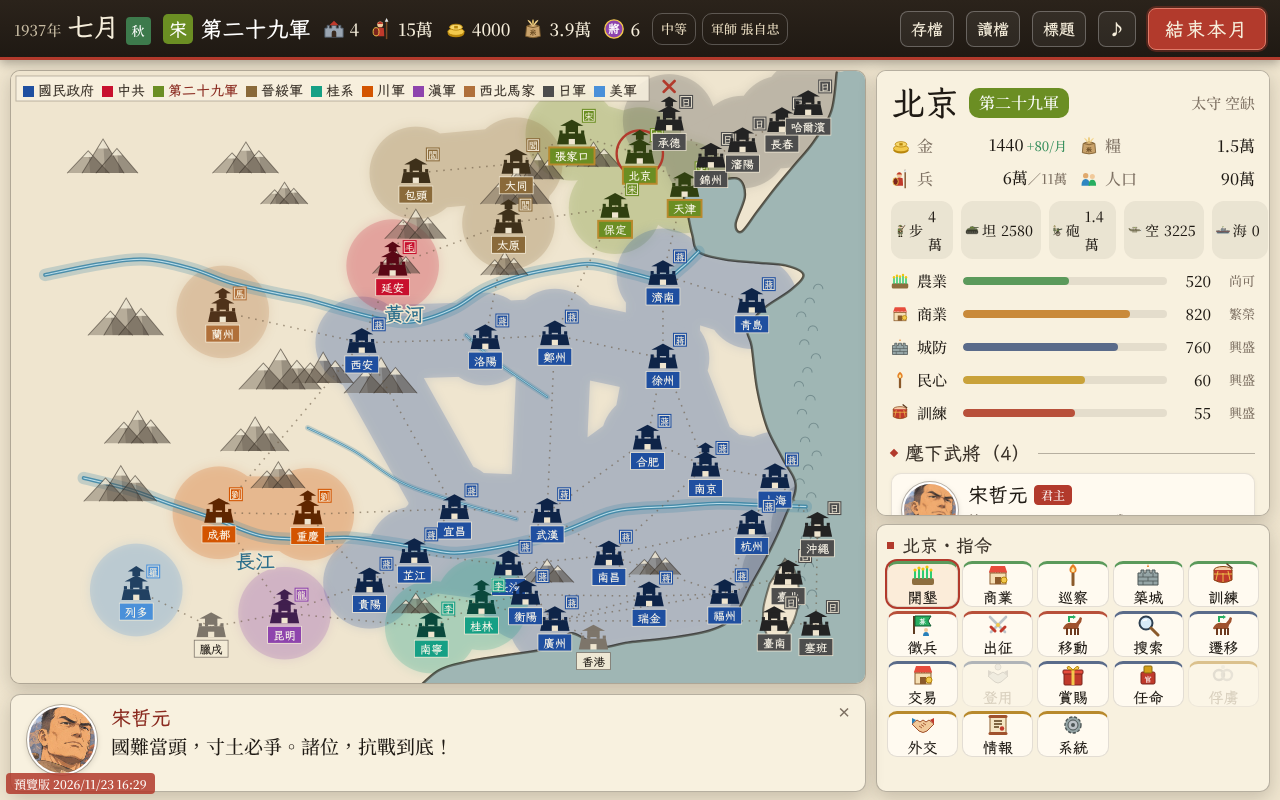 1937年 七月 秋 宋 第二十九軍 4 15萬 4000 3.9萬 將 6 中等 軍師 張自忠 存檔 讀檔 標題 ♪ 結束本月
國民政府 中共 第二十九軍 晉綏軍 桂系 川軍 滇軍 西北馬家 日軍 美軍
哈爾濱
長春
承德
瀋陽
張家口
北京
錦州
大同
包頭
天津
保定
太原
延安
濟南
黃河
青島
蘭州
西安
洛陽
鄭州
徐州
合肥
南京
上海
成都
重慶
宜昌
武漢
杭州
沖繩
長江
芷江
南昌
列多
貴陽
衡陽
瑞金
福州
桂林
昆明
臘戍
南寧
廣州
香港
臺南
塞班
宋哲元
國難當頭，寸土必爭。諸位，抗戰到底！
預覽版 2026/11/23 16:29
北京 第二十九軍 太守 空缺
金 1440 +80/月 糧 1.5萬
兵 6萬/11萬 人口 90萬
步 4萬 坦 2580 砲 1.4萬 空 3225 海 0
農業 520 尚可
商業 820 繁榮
城防 760 興盛
民心 60 興盛
訓練 55 興盛
麾下武將（4）
宋哲元 君主
北京・指令
開墾 商業 巡察 築城 訓練
徵兵 出征 移動 搜索 遷移
交易 登用 賞賜 任命 俘虜
外交 情報 系統